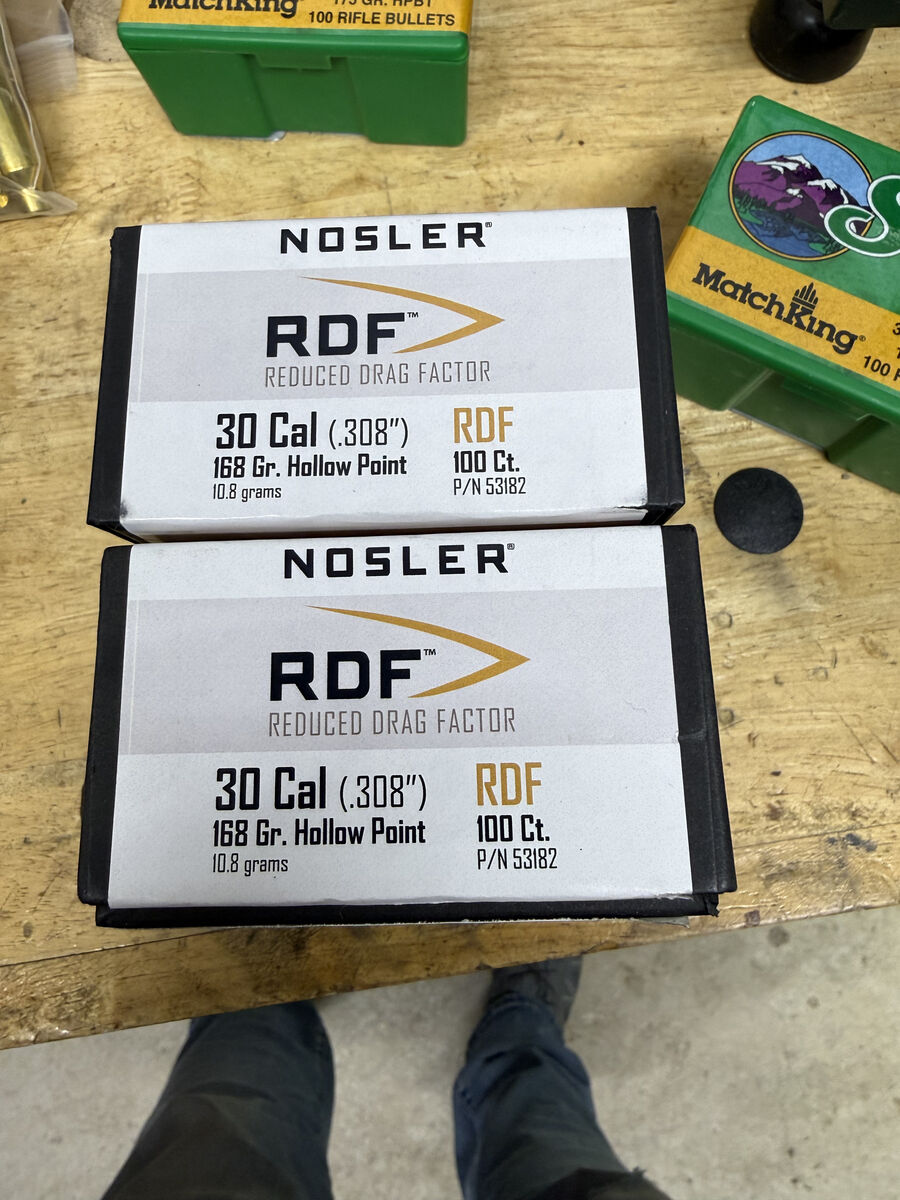 MatchKing 175 GR. HPBT
100 RIFLE BULLETS
NOSLER®
RDF™
REDUCED DRAG FACTOR
30 Cal (.308")
168 Gr. Hollow Point
10.8 grams
RDF
100 Ct.
P/N 53182
MatchKing®
100
NOSLER®
RDF™
REDUCED DRAG FACTOR
30 Cal (.308")
168 Gr. Hollow Point
10.8 grams
RDF
100 Ct.
P/N 53182